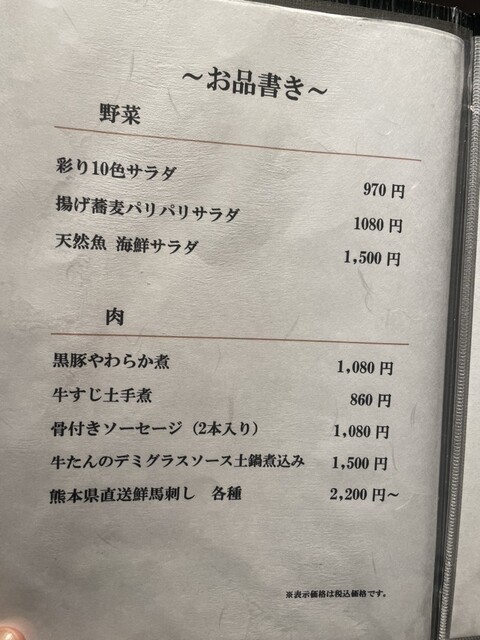 ～お品書き～
野菜
彩り10色サラダ 970円
揚げ蕎麦パリパリサラダ 1080円
天然魚 海鮮サラダ 1,500円
肉
黒豚やわらか煮 1,080円
牛すじ土手煮 860円
骨付きソーセージ（2本入り） 1,080円
牛たんのデミグラスソース土鍋煮込み 1,500円
熊本県直送鮮馬刺し 各種 2,200円～
※表示価格は税込価格です。